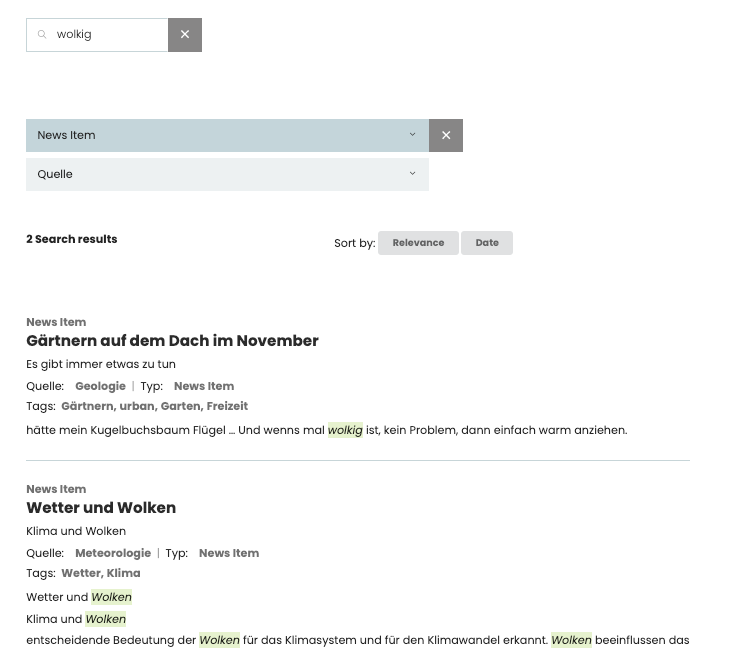 wolkig
News Item
Quelle
2 Search results
Sort by: Relevance Date
News Item
Gärtnern auf dem Dach im November
Es gibt immer etwas zu tun
Quelle: Geologie | Typ: News Item
Tags: Gärtnern, urban, Garten, Freizeit
hätte mein Kugelbuchsbaum Flügel ... Und wenns mal wolkig ist, kein Problem, dann einfach warm anziehen.
News Item
Wetter und Wolken
Klima und Wolken
Quelle: Meteorologie | Typ: News Item
Tags: Wetter, Klima
Wetter und Wolken
Klima und Wolken
entscheidende Bedeutung der Wolken für das Klimasystem und für den Klimawandel erkannt. Wolken beeinflussen das